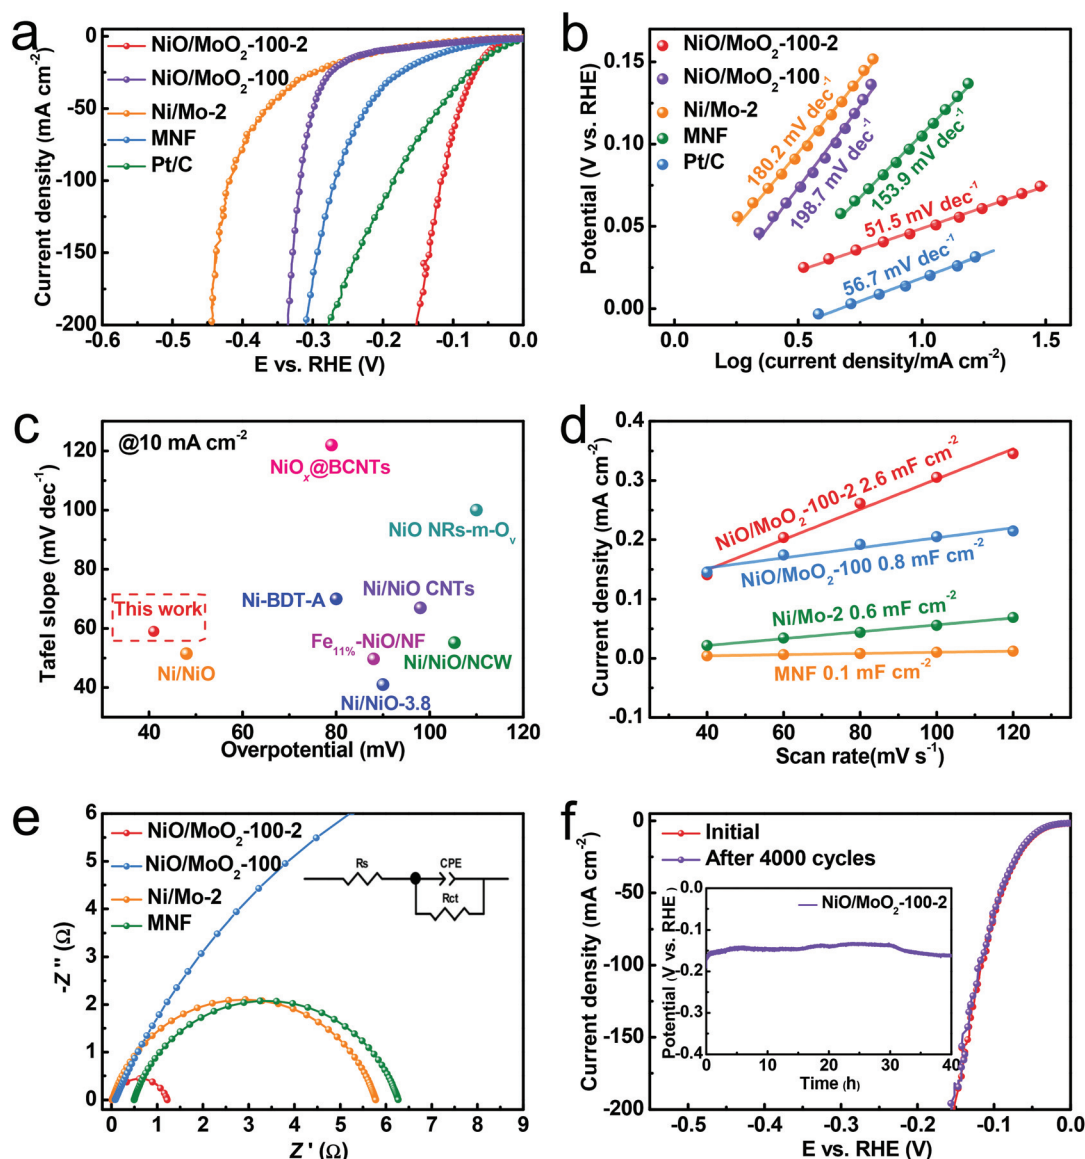 a
NiO/MoO2-100-2
NiO/MoO2-100
Ni/Mo-2
MNF
Pt/C
Current density (mA cm-2)
0
-50
-100
-150
-200
-0.6 -0.5 -0.4 -0.3 -0.2 -0.1 0.0
E vs. RHE (V)
b
NiO/MoO2-100-2
NiO/MoO2-100
Ni/Mo-2
MNF
Pt/C
180.2 mV dec-1
198.7 mV dec-1
153.9 mV dec-1
51.5 mV dec-1
56.7 mV dec-1
Potential (V vs. RHE)
0.15
0.10
0.05
0.00
0.0 0.5 1.0 1.5
Log (current density/mA cm-2)
c
@10 mA cm-2
NiOx@BCNTs
NiO NRs-m-Ov
Ni-BDT-A
Ni/NiO CNTs
This work
Fe11%-NiO/NF
Ni/NiO/NCW
Ni/NiO
Ni/NiO-3.8
Tafel slope (mV dec-1)
120
100
80
60
40
40 60 80 100 120
Overpotential (mV)
d
NiO/MoO2-100-2 2.6 mF cm-2
NiO/MoO2-100 0.8 mF cm-2
Ni/Mo-2 0.6 mF cm-2
MNF 0.1 mF cm-2
Current density (mA cm-2)
0.4
0.3
0.2
0.1
0.0
-0.1
40 60 80 100 120
Scan rate(mV s-1)
e
NiO/MoO2-100-2
NiO/MoO2-100
Ni/Mo-2
MNF
Rs
CPE
Rct
-Z'' (Ω)
6
5
4
3
2
1
0
0 1 2 3 4 5 6 7 8
Z' (Ω)
f
Initial
After 4000 cycles
NiO/MoO2-100-2
Potential (V vs. RHE)
0.0
-0.1
-0.2
-0.3
-0.4
0 10 20 30 40
Time (h)
Current density (mA cm-2)
0
-50
-100
-150
-200
-0.5 -0.4 -0.3 -0.2 -0.1 0.0
E vs. RHE (V)